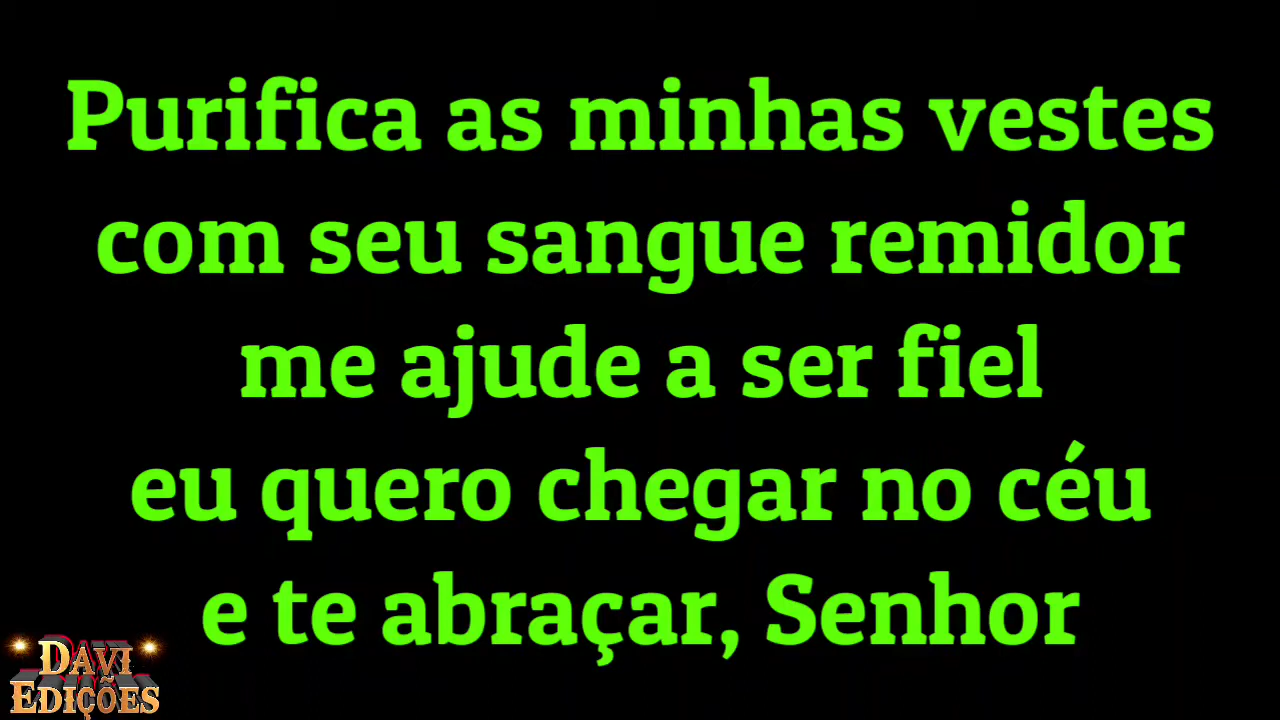 Purifica as minhas vestes
com seu sangue remidor
me ajude a ser fiel
eu quero chegar no céu
e te abraçar, Senhor
DAVI
EDIÇÕES